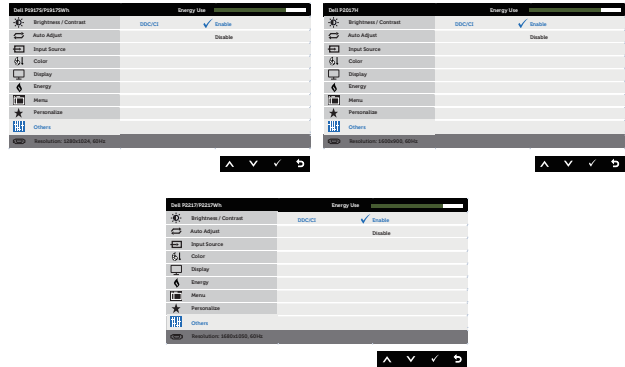 Dell P1917S/P1917SWh Energy Use
Brightness / Contrast DDC/CI Enable
Auto Adjust Disable
Input Source
Color
Display
Energy
Menu
Personalize
Others
Resolution: 1280x1024, 60Hz
Dell P2017H Energy Use
Brightness / Contrast DDC/CI Enable
Auto Adjust Disable
Input Source
Color
Display
Energy
Menu
Personalize
Others
Resolution: 1600x900, 60Hz
Dell P2217/P2217Wh Energy Use
Brightness / Contrast DDC/CI Enable
Auto Adjust Disable
Input Source
Color
Display
Energy
Menu
Personalize
Others
Resolution: 1680x1050, 60Hz